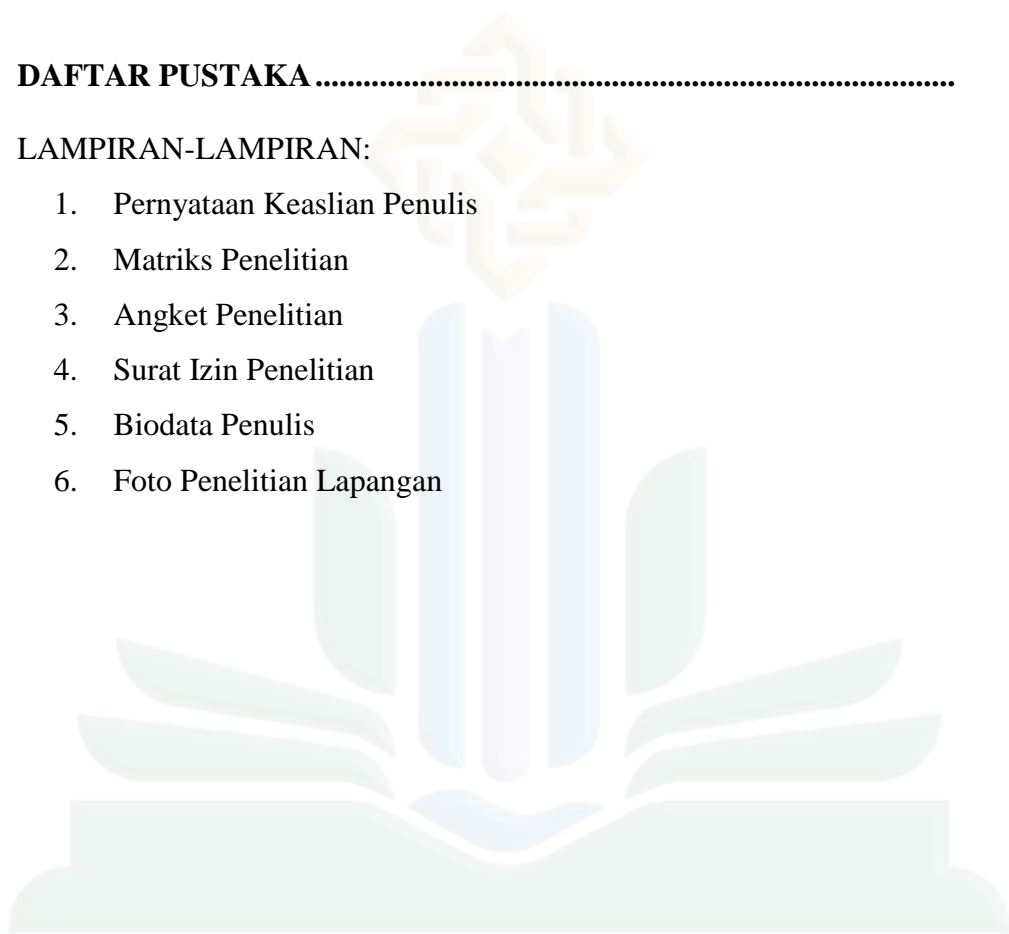 DAFTAR PUSTAKA ................................................................................
LAMPIRAN-LAMPIRAN:
1. Pernyataan Keaslian Penulis
2. Matriks Penelitian
3. Angket Penelitian
4. Surat Izin Penelitian
5. Biodata Penulis
6. Foto Penelitian Lapangan